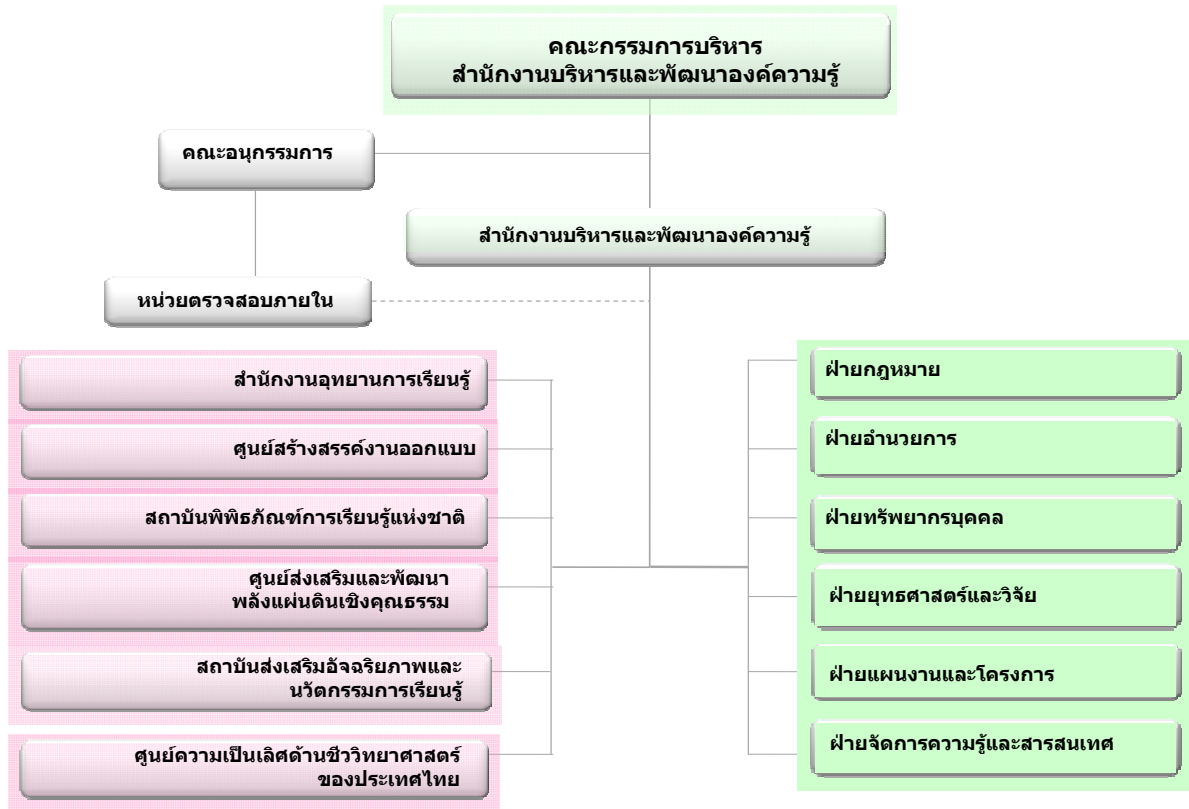 คณะกรรมการบริหาร
สำนักงานบริหารและพัฒนาองค์ความรู้
คณะอนุกรรมการ
สำนักงานบริหารและพัฒนาองค์ความรู้
หน่วยตรวจสอบภายใน
สำนักงานอุทยานการเรียนรู้
ศูนย์สร้างสรรค์งานออกแบบ
สถาบันพิพิธภัณฑ์การเรียนรู้แห่งชาติ
ศูนย์ส่งเสริมและพัฒนา
พลังแผ่นดินเชิงคุณธรรม
สถาบันส่งเสริมอัจฉริยภาพและ
นวัตกรรมการเรียนรู้
ศูนย์ความเป็นเลิศด้านชีววิทยาศาสตร์
ของประเทศไทย
ฝ่ายกฎหมาย
ฝ่ายอำนวยการ
ฝ่ายทรัพยากรบุคคล
ฝ่ายยุทธศาสตร์และวิจัย
ฝ่ายแผนงานและโครงการ
ฝ่ายจัดการความรู้และสารสนเทศ